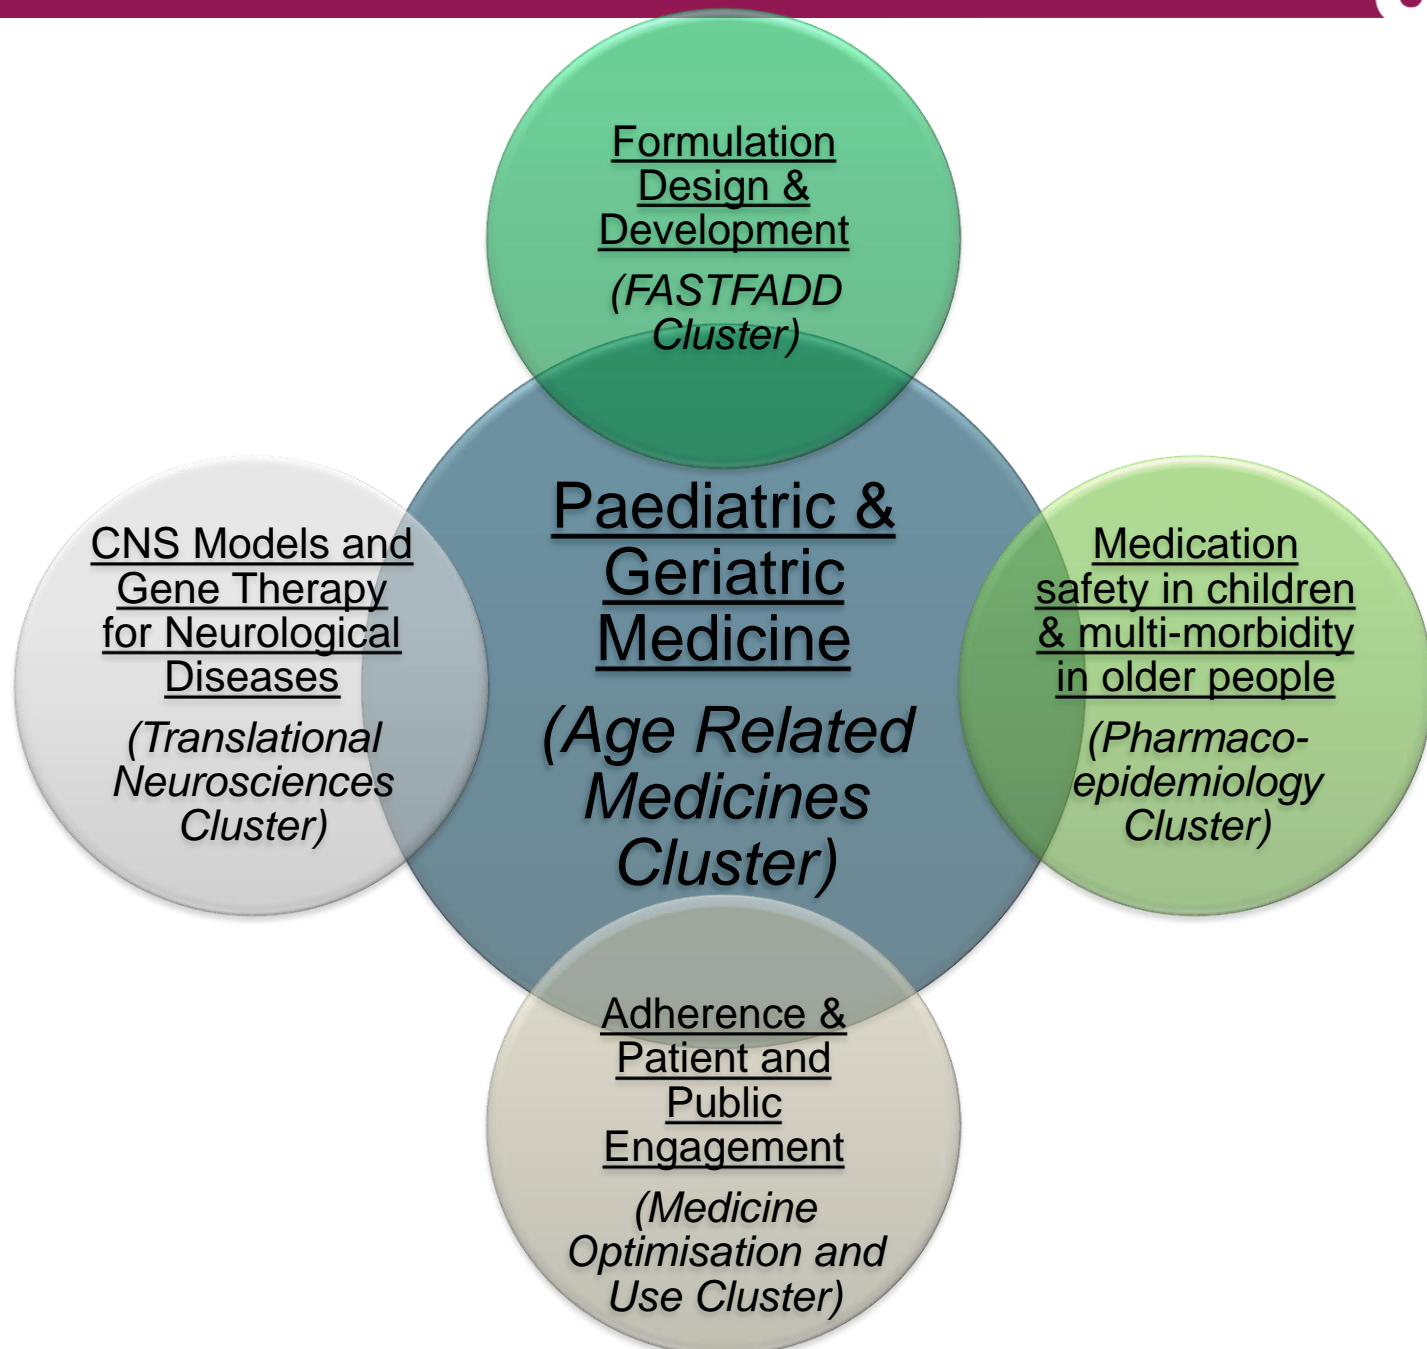 Formulation
Design &
Development
(FASTFADD
Cluster)
CNS Models and
Gene Therapy
for Neurological
Diseases
(Translational
Neurosciences
Cluster)
Paediatric &
Geriatric
Medicine
(Age Related
Medicines
Cluster)
Medication
safety in children
& multi-morbidity
in older people
(Pharmaco-
epidemiology
Cluster)
Adherence &
Patient and
Public
Engagement
(Medicine
Optimisation and
Use Cluster)